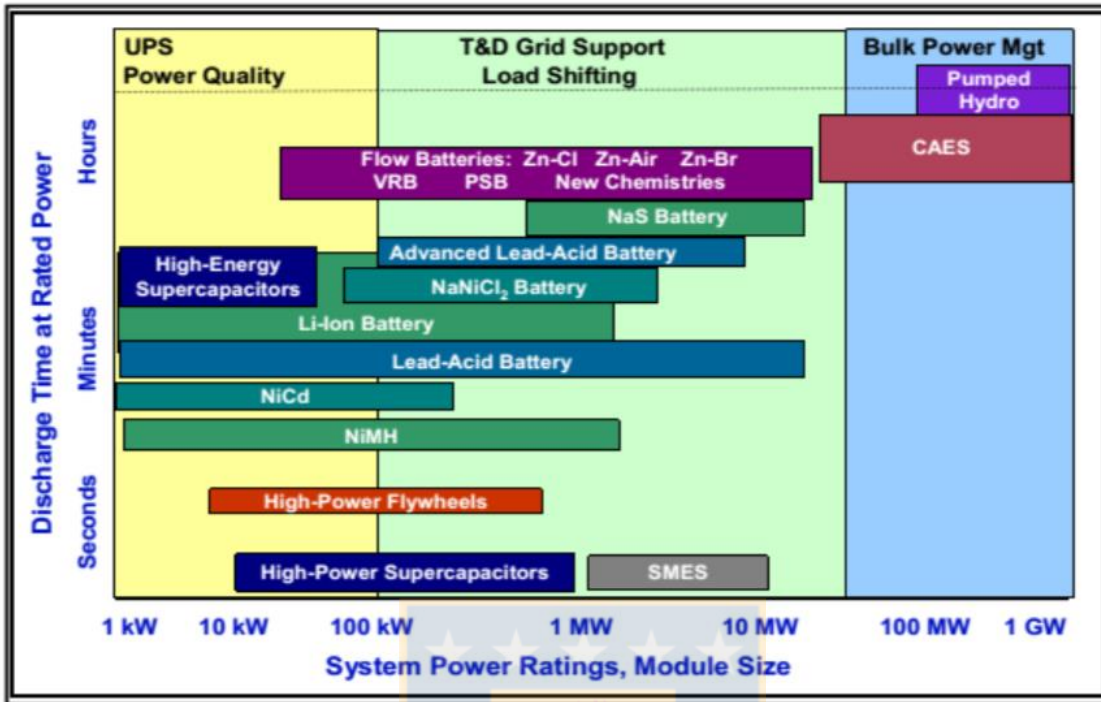 UPS
Power Quality
T&D Grid Support
Load Shifting
Bulk Power Mgt
Pumped
Hydro
CAES
Flow Batteries: Zn-Cl Zn-Air Zn-Br
VRB PSB New Chemistries
NaS Battery
Advanced Lead-Acid Battery
High-Energy
Supercapacitors
NaNiCl₂ Battery
Li-Ion Battery
Lead-Acid Battery
NiCd
NiMH
High-Power Flywheels
High-Power Supercapacitors
SMES
Discharge Time at Rated Power
Hours
Minutes
Seconds
1 kW 10 kW 100 kW 1 MW 10 MW 100 MW 1 GW
System Power Ratings, Module Size